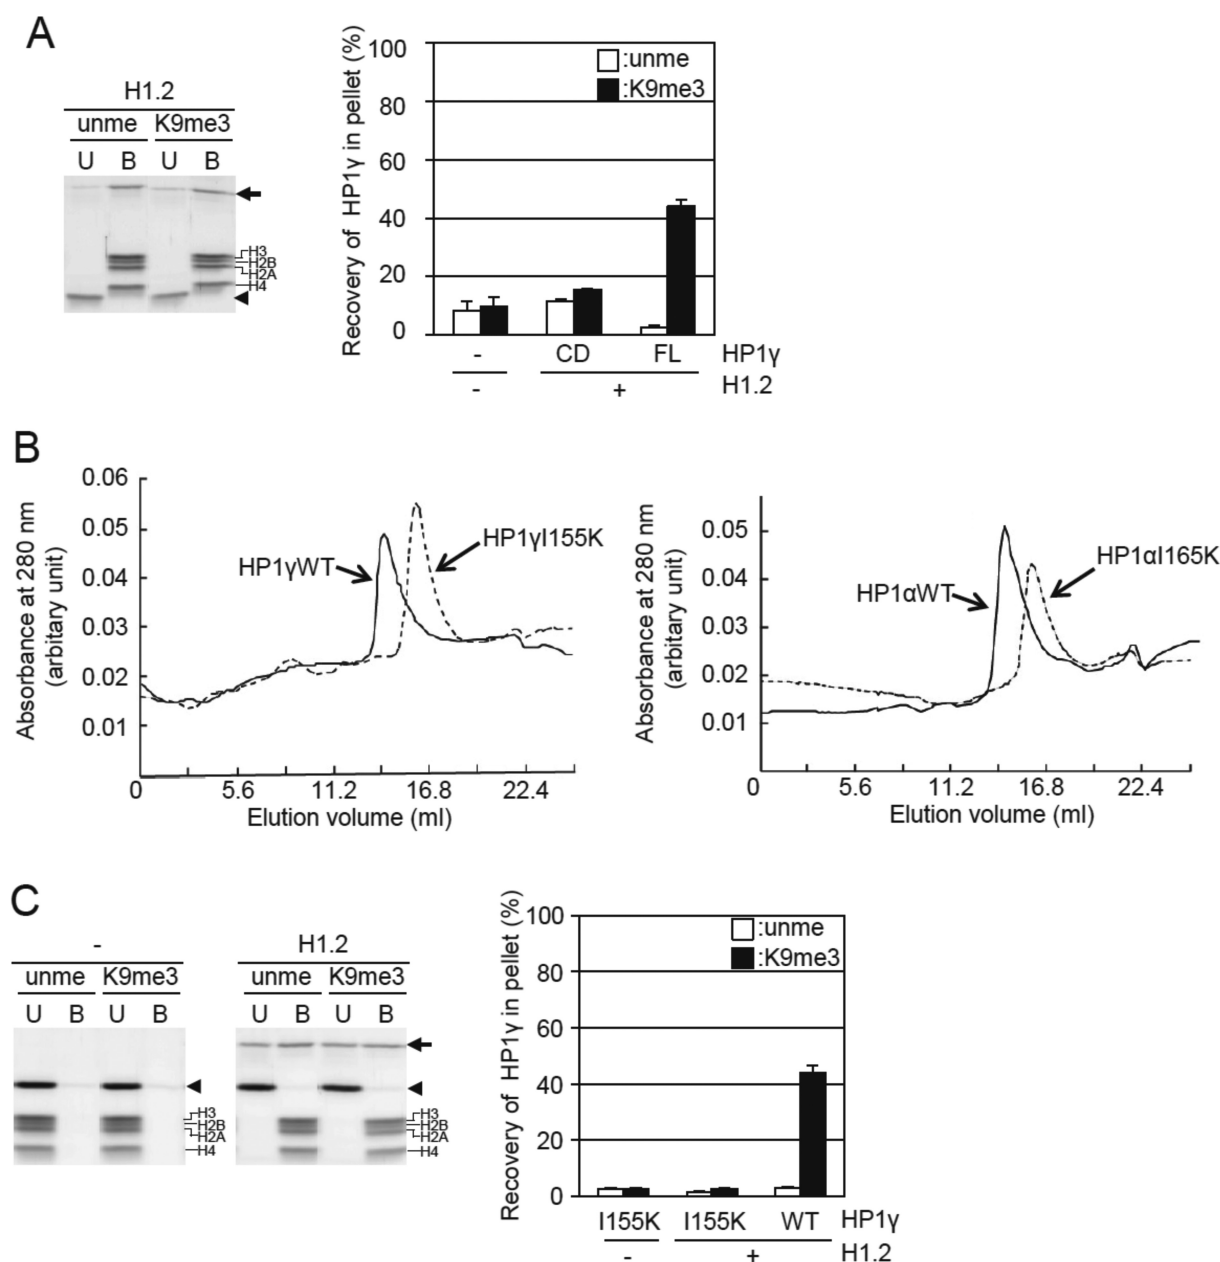 A
H1.2
unme K9me3
U B U B
H3
H2B
H2A
H4
Recovery of HP1γ in pellet (%)
100
80
60
40
20
0
:unme
:K9me3
- CD FL HP1γ
- + H1.2
B
Absorbance at 280 nm
(arbitary unit)
0.06
0.05
0.04
0.03
0.02
0.01
HP1γWT
HP1γI155K
0 5.6 11.2 16.8 22.4
Elution volume (ml)
Absorbance at 280 nm
(arbitary unit)
0.05
0.04
0.03
0.02
0.01
HP1αWT
HP1αI165K
0 5.6 11.2 16.8 22.4
Elution volume (ml)
C
-
unme K9me3
U B U B
H3
H2B
H2A
H4
H1.2
unme K9me3
U B U B
H3
H2B
H2A
H4
Recovery of HP1γ in pellet (%)
100
80
60
40
20
0
:unme
:K9me3
I155K I155K WT HP1γ
- + H1.2